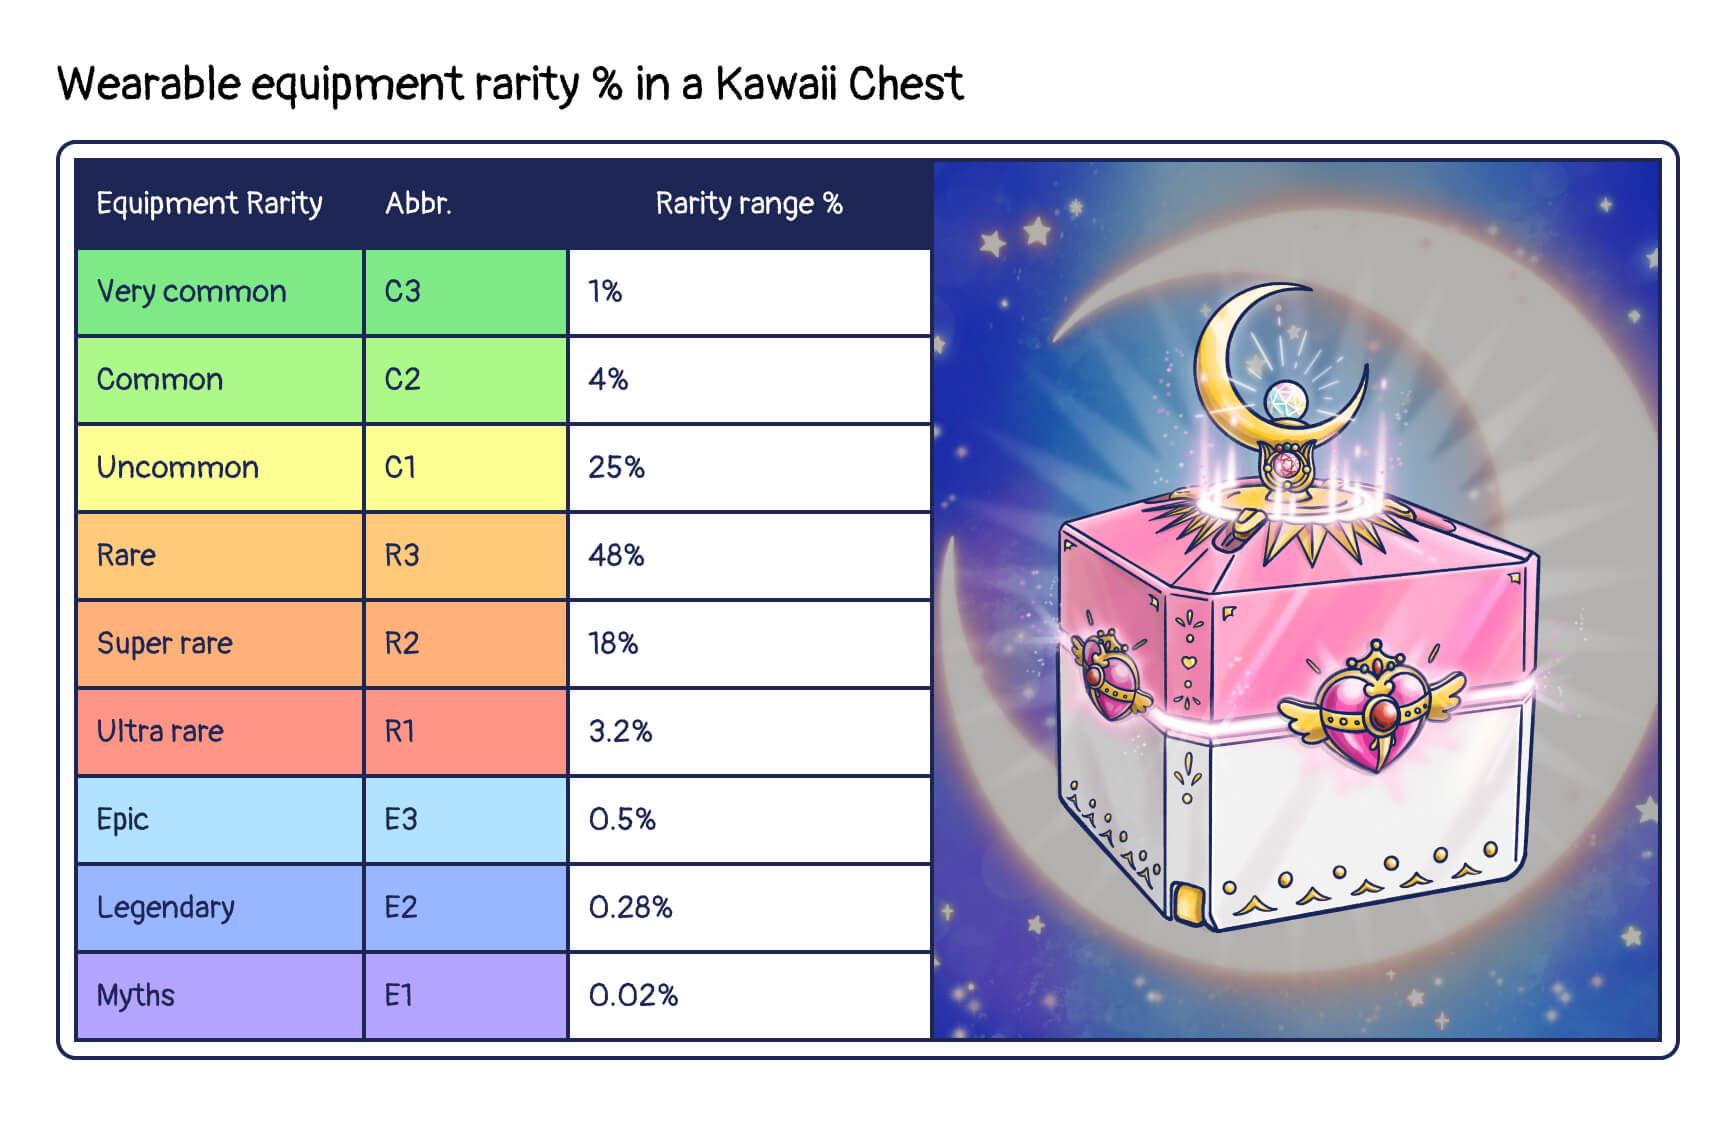 Wearable equipment rarity % in a Kawaii Chest
Equipment Rarity Abbr. Rarity range %
Very common C3 1%
Common C2 4%
Uncommon C1 25%
Rare R3 48%
Super rare R2 18%
Ultra rare R1 3.2%
Epic E3 0.5%
Legendary E2 0.28%
Myths E1 0.02%